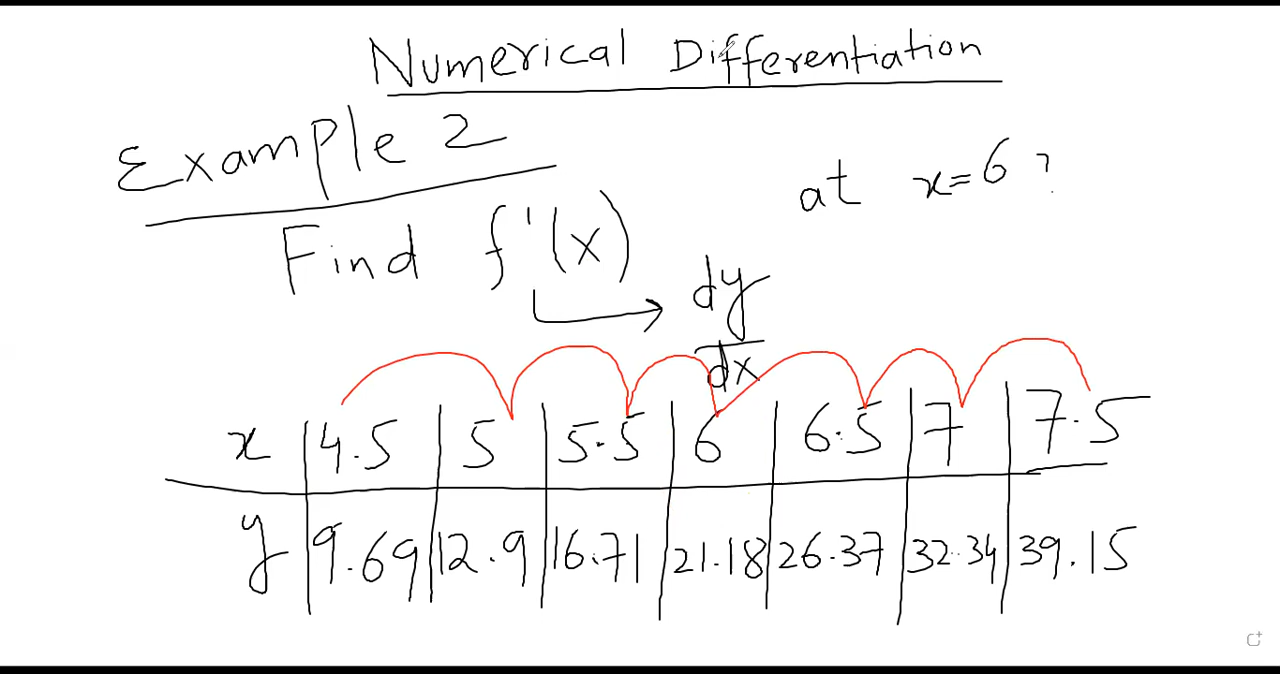 Numerical Differentiation
Example 2
at x=6?
Find f'(x)
dy
dx
x | 4.5 | 5 | 5.5 | 6 | 6.5 | 7 | 7.5
y | 9.69 | 12.9 | 16.71 | 21.18 | 26.37 | 32.34 | 39.15